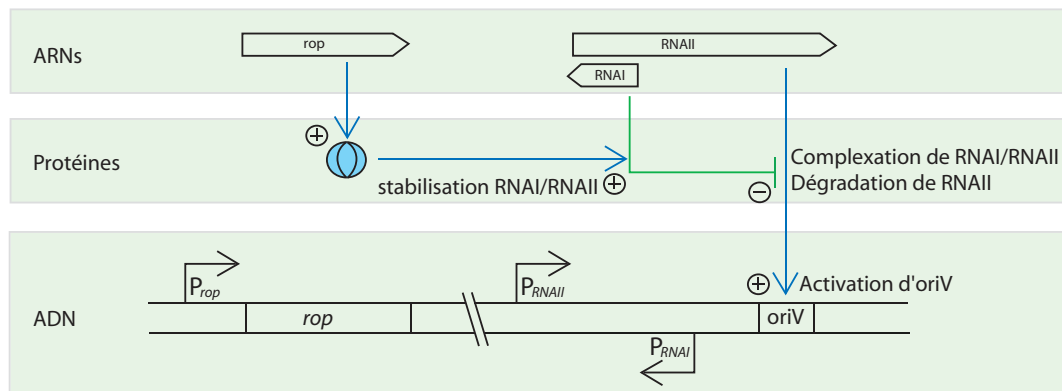 ARNs
rop
RNAII
RNAI
Protéines
+
stabilisation RNAI/RNAII +
Complexation de RNAI/RNAII
− Dégradation de RNAII
ADN
Prop
PRNAII
+ Activation d'oriV
rop
oriV
PRNAI